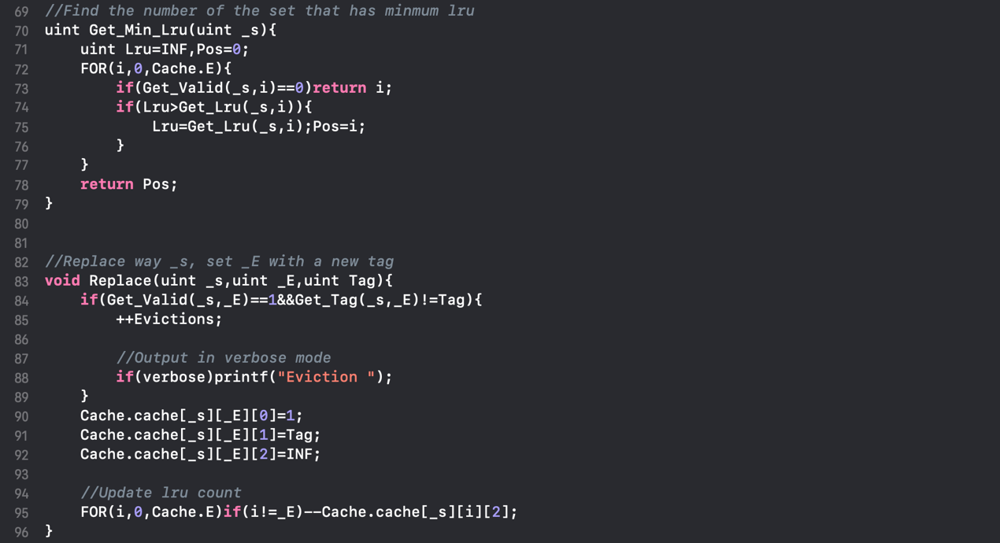 69 //Find the number of the set that has minmum lru
70 uint Get_Min_Lru(uint _s){
71     uint Lru=INF,Pos=0;
72     FOR(i,0,Cache.E){
73         if(Get_Valid(_s,i)==0)return i;
74         if(Lru>Get_Lru(_s,i)){
75             Lru=Get_Lru(_s,i);Pos=i;
76         }
77     }
78     return Pos;
79 }
80
81
82 //Replace way _s, set _E with a new tag
83 void Replace(uint _s,uint _E,uint Tag){
84     if(Get_Valid(_s,_E)==1&&Get_Tag(_s,_E)!=Tag){
85         ++Evictions;
86
87         //Output in verbose mode
88         if(verbose)printf("Eviction ");
89     }
90     Cache.cache[_s][_E][0]=1;
91     Cache.cache[_s][_E][1]=Tag;
92     Cache.cache[_s][_E][2]=INF;
93
94     //Update lru count
95     FOR(i,0,Cache.E)if(i!=_E)--Cache.cache[_s][i][2];
96 }